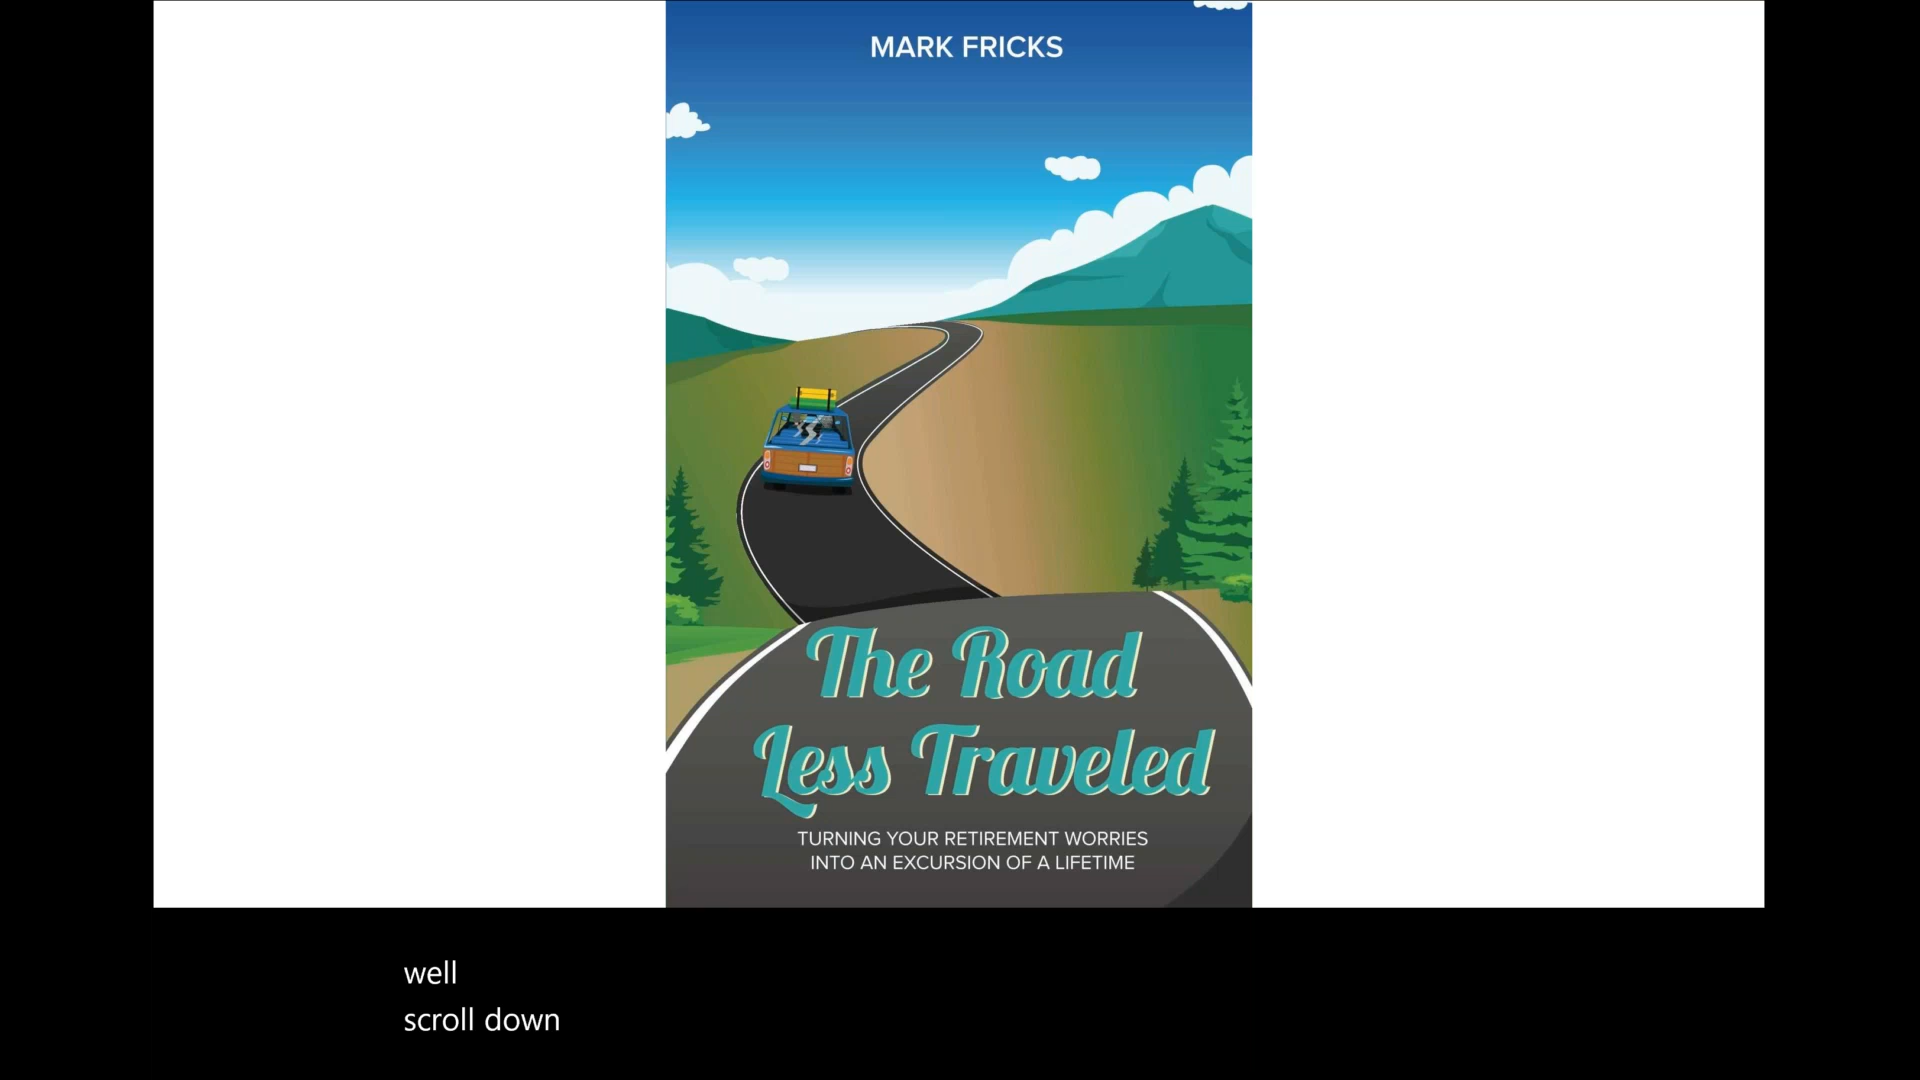 MARK FRICKS
The Road
Less Traveled
TURNING YOUR RETIREMENT WORRIES
INTO AN EXCURSION OF A LIFETIME
well
scroll down